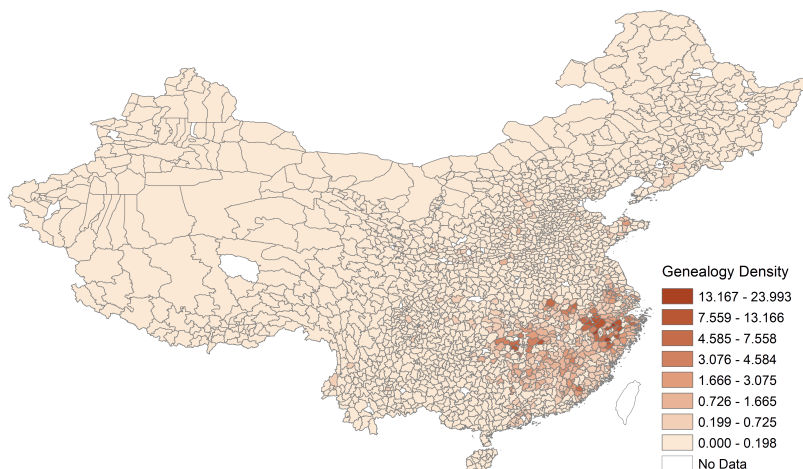 Genealogy Density
13.167 - 23.993
7.559 - 13.166
4.585 - 7.558
3.076 - 4.584
1.666 - 3.075
0.726 - 1.665
0.199 - 0.725
0.000 - 0.198
No Data